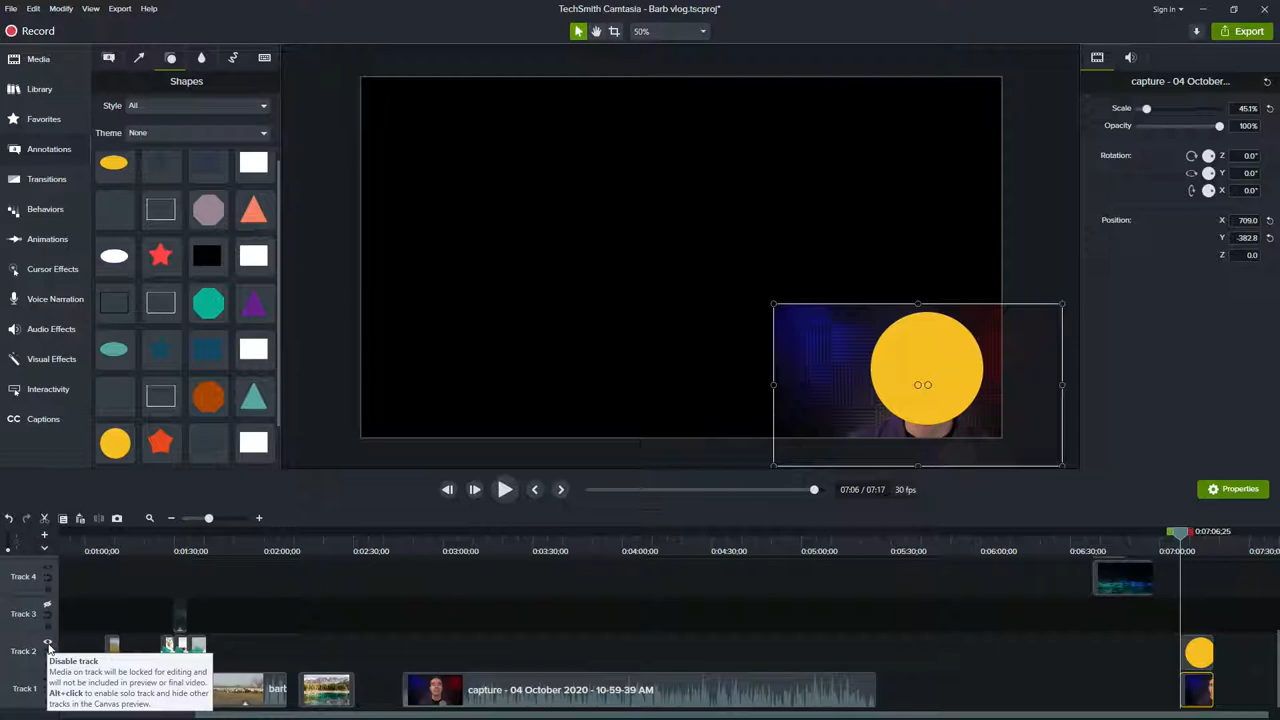 File Edit Modify View Export Help TechSmith Camtasia - Barb vlog.tscproj* Sign in
Record 50% Export
Media
Library
Favorites
Annotations
Transitions
Behaviors
Animations
Cursor Effects
Voice Narration
Audio Effects
Visual Effects
Interactivity
CC Captions
Shapes
Style All...
Theme None
capture - 04 October...
Scale 45.1%
Opacity 100%
Rotation: Z 0.0°
Y 0.0°
X 0.0°
Position: X 709.0
Y -382.8
Z 0.0
07:06 / 07:17 30 fps Properties
0:07:06;25
0:01:00;00 0:01:30;00 0:02:00;00 0:02:30;00 0:03:00;00 0:03:30;00 0:04:00;00 0:04:30;00 0:05:00;00 0:05:30;00 0:06:00;00 0:06:30;00 0:07:00;00 0:07:30;0
Track 4
Track 3
Track 2
Track 1 barb capture - 04 October 2020 - 10-59-39 AM
Disable track
Media on track will be locked for editing and
will not be included in preview or final video.
Alt+click to enable solo track and hide other
tracks in the Canvas preview.